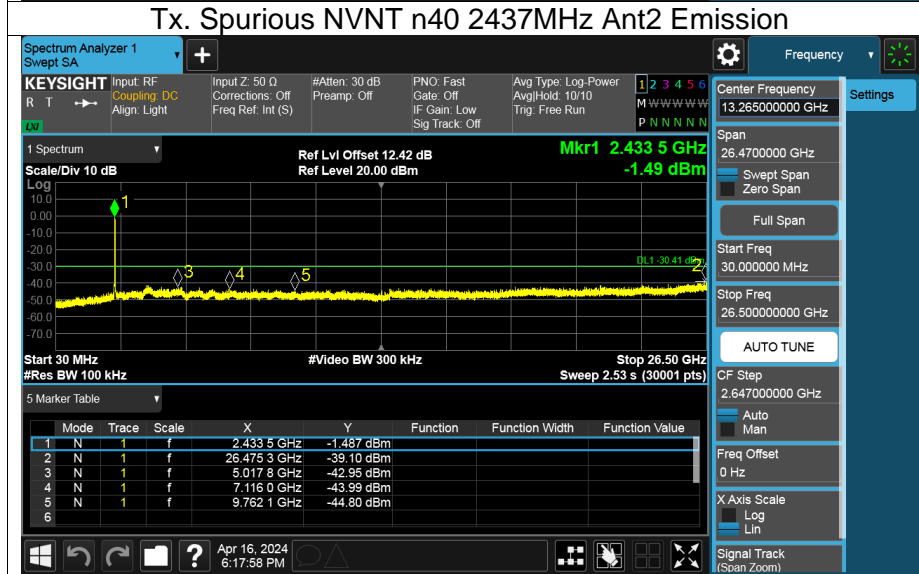 Tx. Spurious NVNT n40 2437MHz Ant2 Emission
Spectrum Analyzer 1
Swept SA
+
Frequency
KEYSIGHT
R T
LXI
Input: RF
Coupling: DC
Align: Light
Input Z: 50 Ω
Corrections: Off
Freq Ref: Int (S)
#Atten: 30 dB
Preamp: Off
PNO: Fast
Gate: Off
IF Gain: Low
Sig Track: Off
Avg Type: Log-Power
Avg|Hold: 10/10
Trig: Free Run
1 2 3 4 5 6
M W W W W W
P N N N N N
Center Frequency
13.265000000 GHz
Settings
Span
26.4700000 GHz
Swept Span
Zero Span
Full Span
Start Freq
30.000000 MHz
Stop Freq
26.500000000 GHz
AUTO TUNE
CF Step
2.647000000 GHz
Auto
Man
Freq Offset
0 Hz
X Axis Scale
Log
Lin
Signal Track
(Span Zoom)
1 Spectrum
Scale/Div 10 dB
Ref Lvl Offset 12.42 dB
Ref Level 20.00 dBm
Mkr1 2.433 5 GHz
-1.49 dBm
Log
10.0
0.00
-10.0
-20.0
-30.0
-40.0
-50.0
-60.0
-70.0
1
3
4
5
2
DL1 -30.41 dBm
Start 30 MHz
#Res BW 100 kHz
#Video BW 300 kHz
Stop 26.50 GHz
Sweep 2.53 s (30001 pts)
5 Marker Table
Mode Trace Scale X Y Function Function Width Function Value
1 N 1 f 2.433 5 GHz -1.487 dBm
2 N 1 f 26.475 3 GHz -39.10 dBm
3 N 1 f 5.017 8 GHz -42.95 dBm
4 N 1 f 7.116 0 GHz -43.99 dBm
5 N 1 f 9.762 1 GHz -44.80 dBm
6
?
Apr 16, 2024
6:17:58 PM